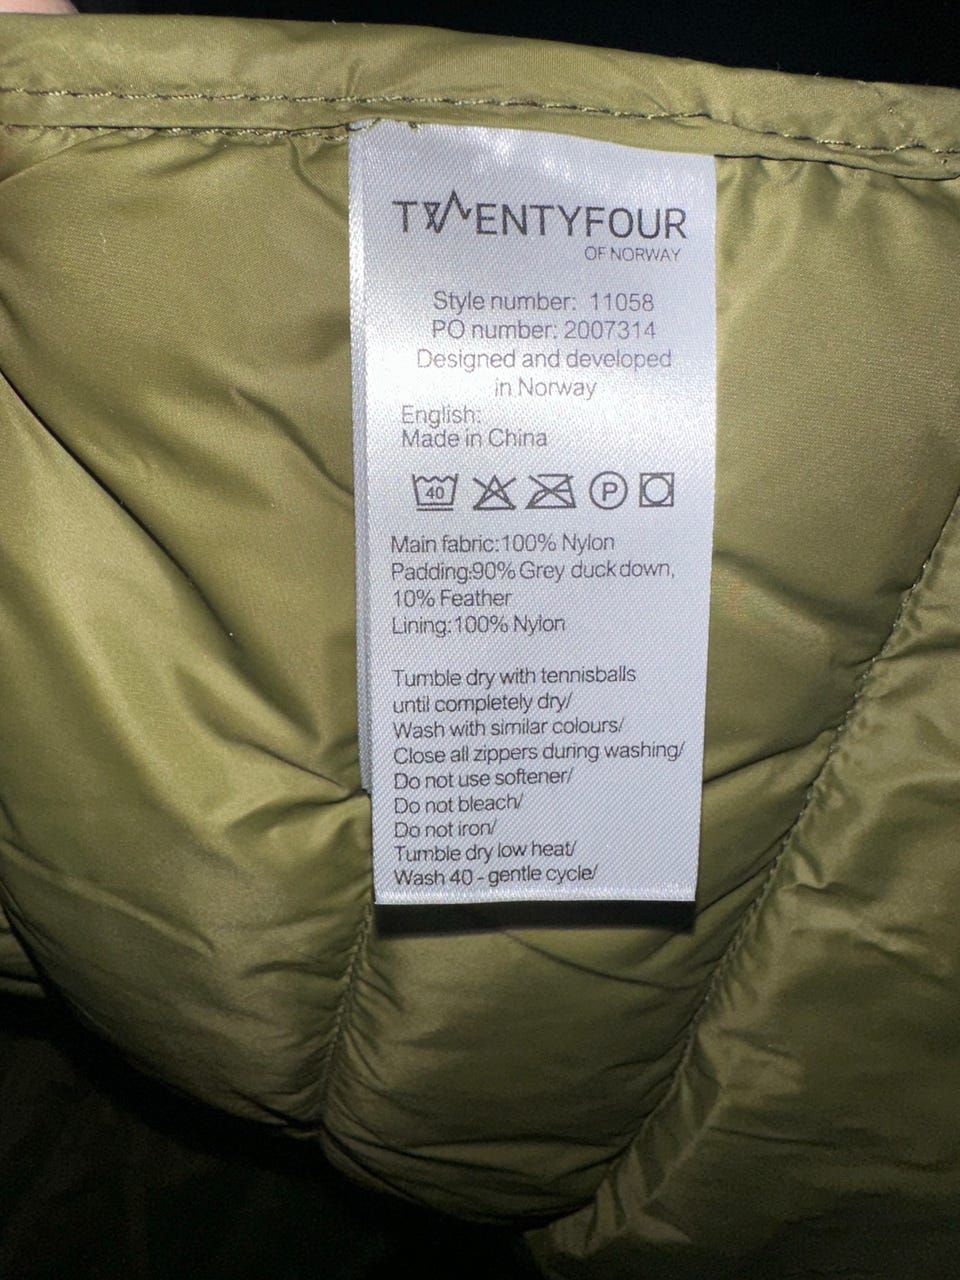 TWENTYFOUR
OF NORWAY
Style number: 11058
PO number: 2007314
Designed and developed
in Norway
English:
Made in China
40 P
Main fabric:100% Nylon
Padding:90% Grey duck down,
10% Feather
Lining:100% Nylon
Tumble dry with tennisballs
until completely dry/
Wash with similar colours/
Close all zippers during washing/
Do not use softener/
Do not bleach/
Do not iron/
Tumble dry low heat/
Wash 40 - gentle cycle/